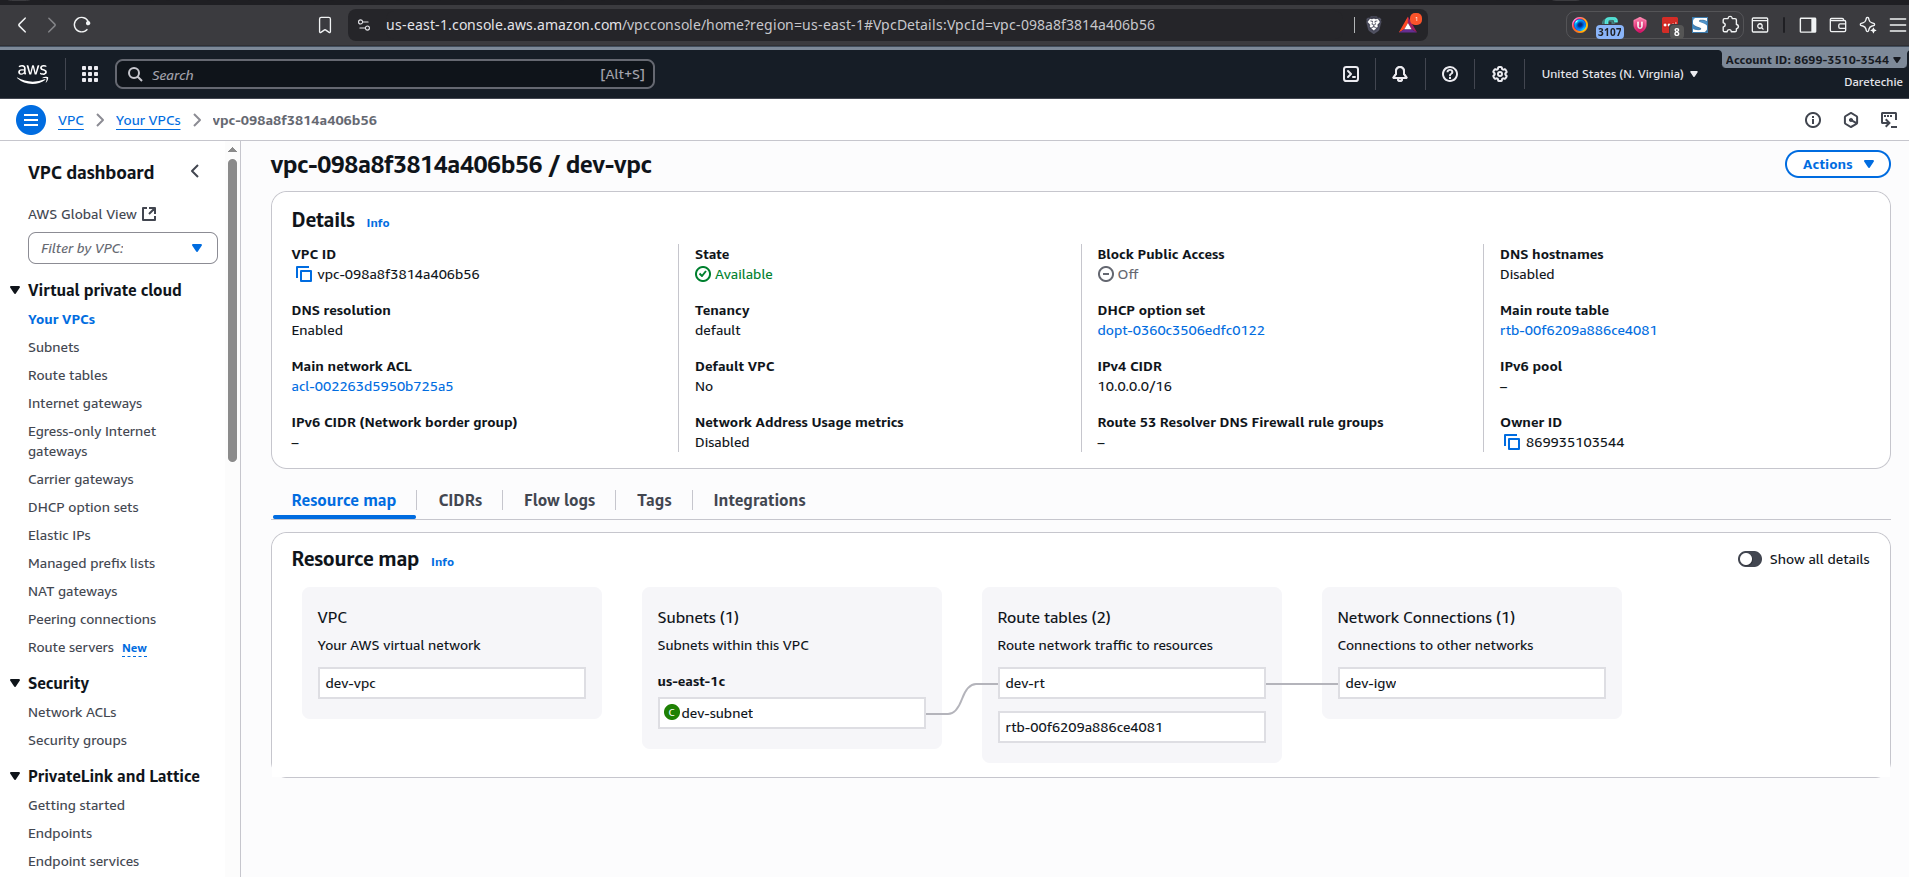 us-east-1.console.aws.amazon.com/vpcconsole/home?region=us-east-1#VpcDetails:VpcId=vpc-098a8f3814a406b56
3107
8
aws
Search
[Alt+S]
United States (N. Virginia)
Account ID: 8699-3510-3544
Daretechie
VPC
Your VPCs
vpc-098a8f3814a406b56
VPC dashboard
AWS Global View
Filter by VPC:
Virtual private cloud
Your VPCs
Subnets
Route tables
Internet gateways
Egress-only Internet
gateways
Carrier gateways
DHCP option sets
Elastic IPs
Managed prefix lists
NAT gateways
Peering connections
Route servers New
Security
Network ACLs
Security groups
PrivateLink and Lattice
Getting started
Endpoints
Endpoint services
vpc-098a8f3814a406b56 / dev-vpc
Actions
Details Info
VPC ID
vpc-098a8f3814a406b56
State
Available
Block Public Access
Off
DNS hostnames
Disabled
DNS resolution
Enabled
Tenancy
default
DHCP option set
dopt-0360c3506edfc0122
Main route table
rtb-00f6209a886ce4081
Main network ACL
acl-002263d5950b725a5
Default VPC
No
IPv4 CIDR
10.0.0.0/16
IPv6 pool
–
IPv6 CIDR (Network border group)
–
Network Address Usage metrics
Disabled
Route 53 Resolver DNS Firewall rule groups
–
Owner ID
869935103544
Resource map
CIDRs
Flow logs
Tags
Integrations
Resource map Info
Show all details
VPC
Your AWS virtual network
dev-vpc
Subnets (1)
Subnets within this VPC
us-east-1c
C dev-subnet
Route tables (2)
Route network traffic to resources
dev-rt
rtb-00f6209a886ce4081
Network Connections (1)
Connections to other networks
dev-igw